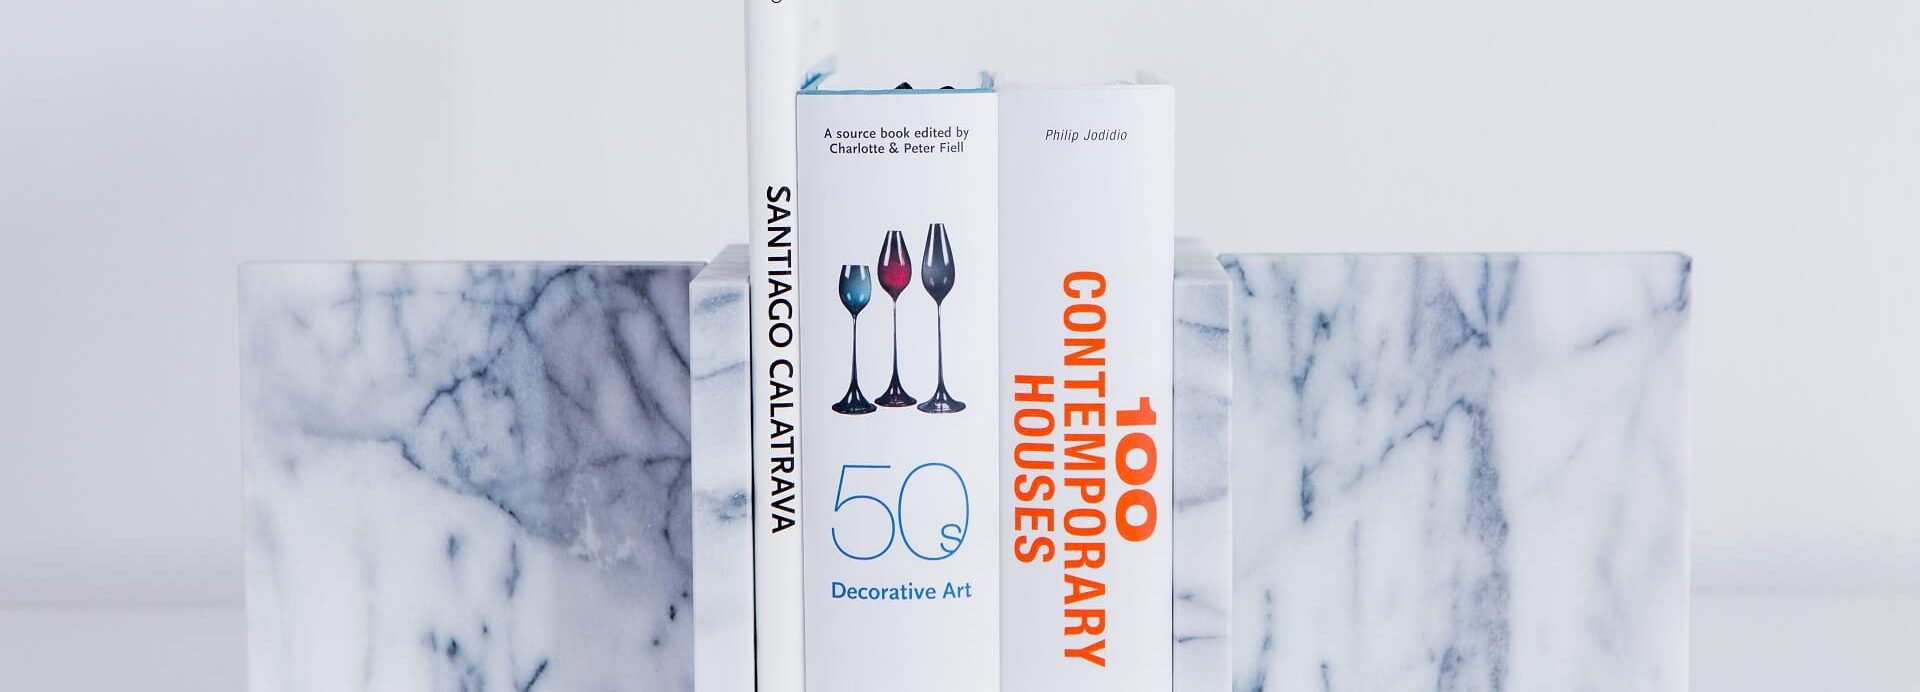 SANTIAGO CALATRAVA
A source book edited by
Charlotte & Peter Fiell
50s
Decorative Art
Philip Jodidio
100
CONTEMPORARY
HOUSES